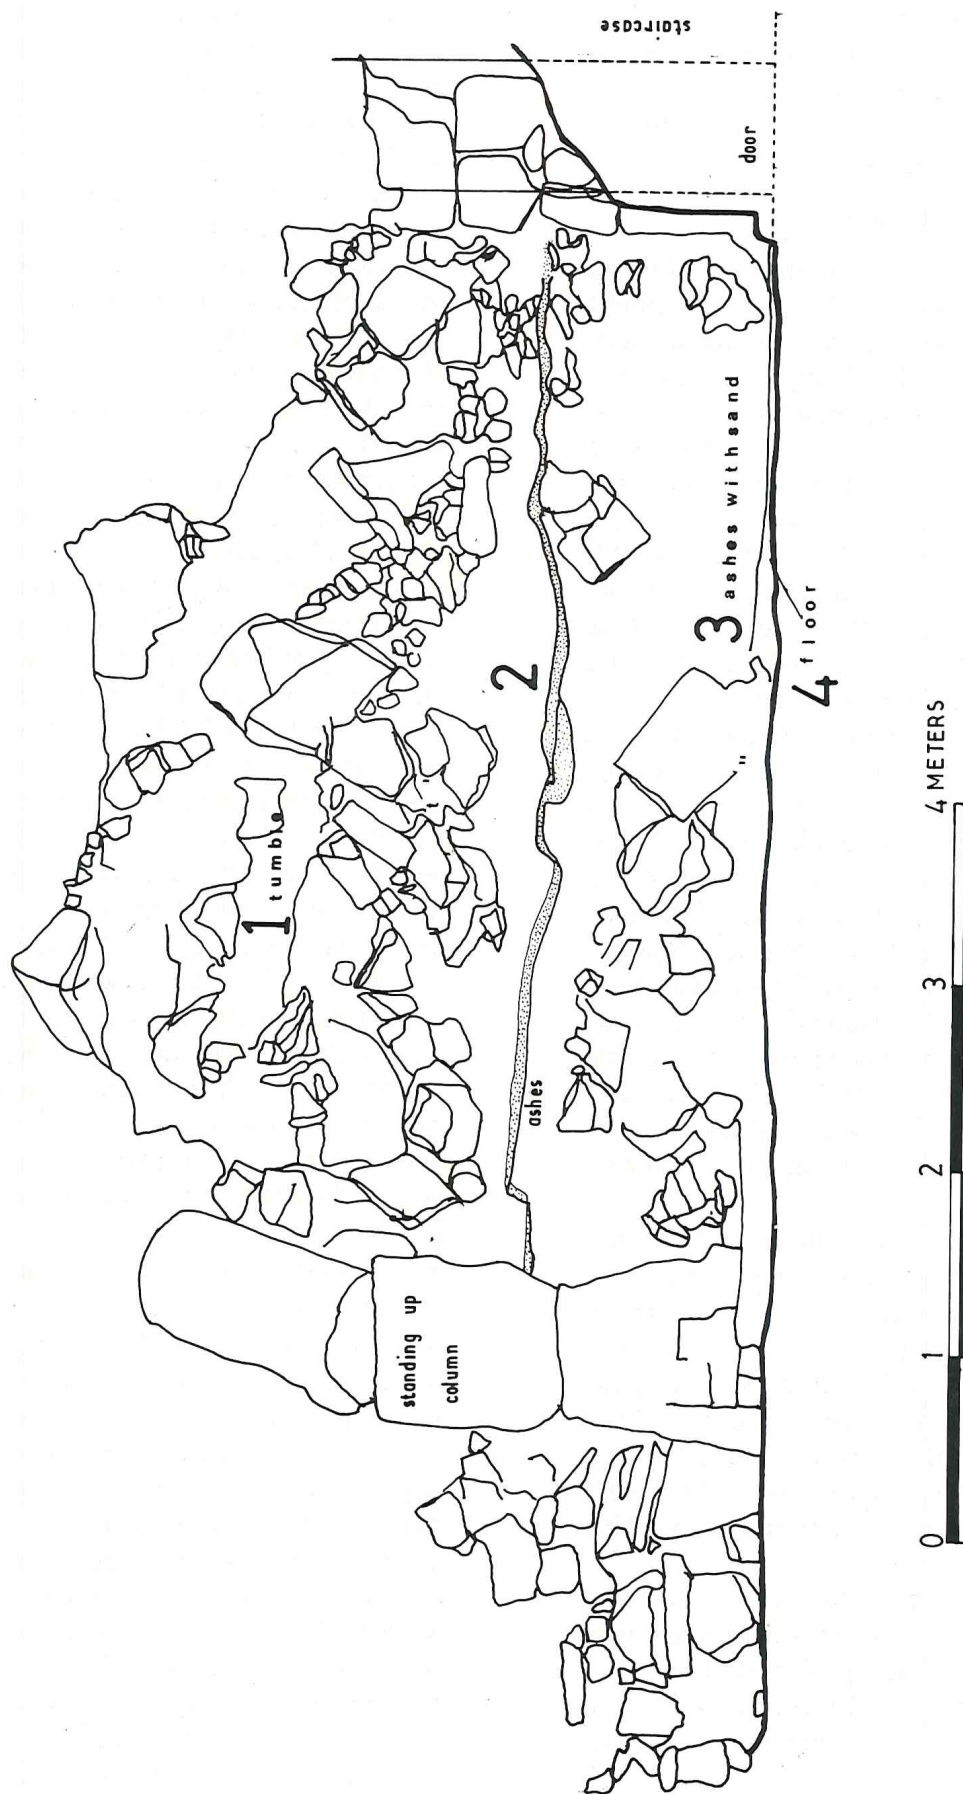 staircase
door
1 tumble
standing up
column
2
ashes
3 ashes with sand
4 floor
0 1 2 3 4 METERS